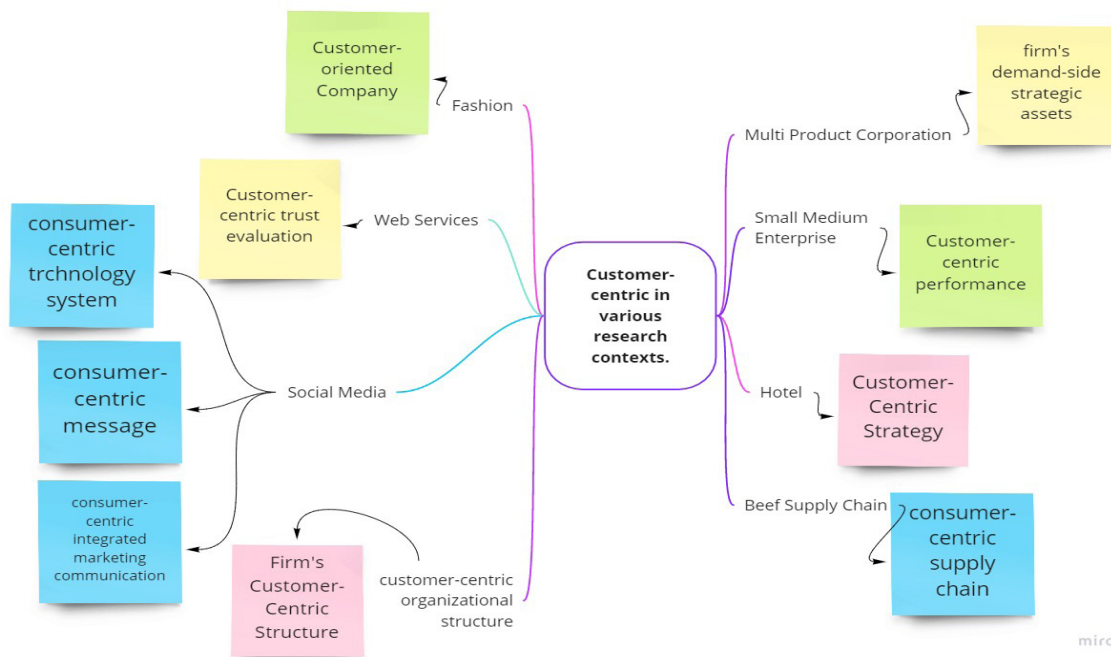 Customer-
oriented
Company
Fashion
Customer-
centric trust
evaluation
Web Services
consumer-
centric
trchnology
system
consumer-
centric
message
consumer-
centric
integrated
marketing
communication
Social Media
Firm's
Customer-
Centric
Structure
customer-centric
organizational
structure
Customer-
centric in
various
research
contexts.
firm's
demand-side
strategic
assets
Multi Product Corporation
Small Medium
Enterprise
Customer-
centric
performance
Hotel
Customer-
Centric
Strategy
Beef Supply Chain
consumer-
centric
supply
chain
miro